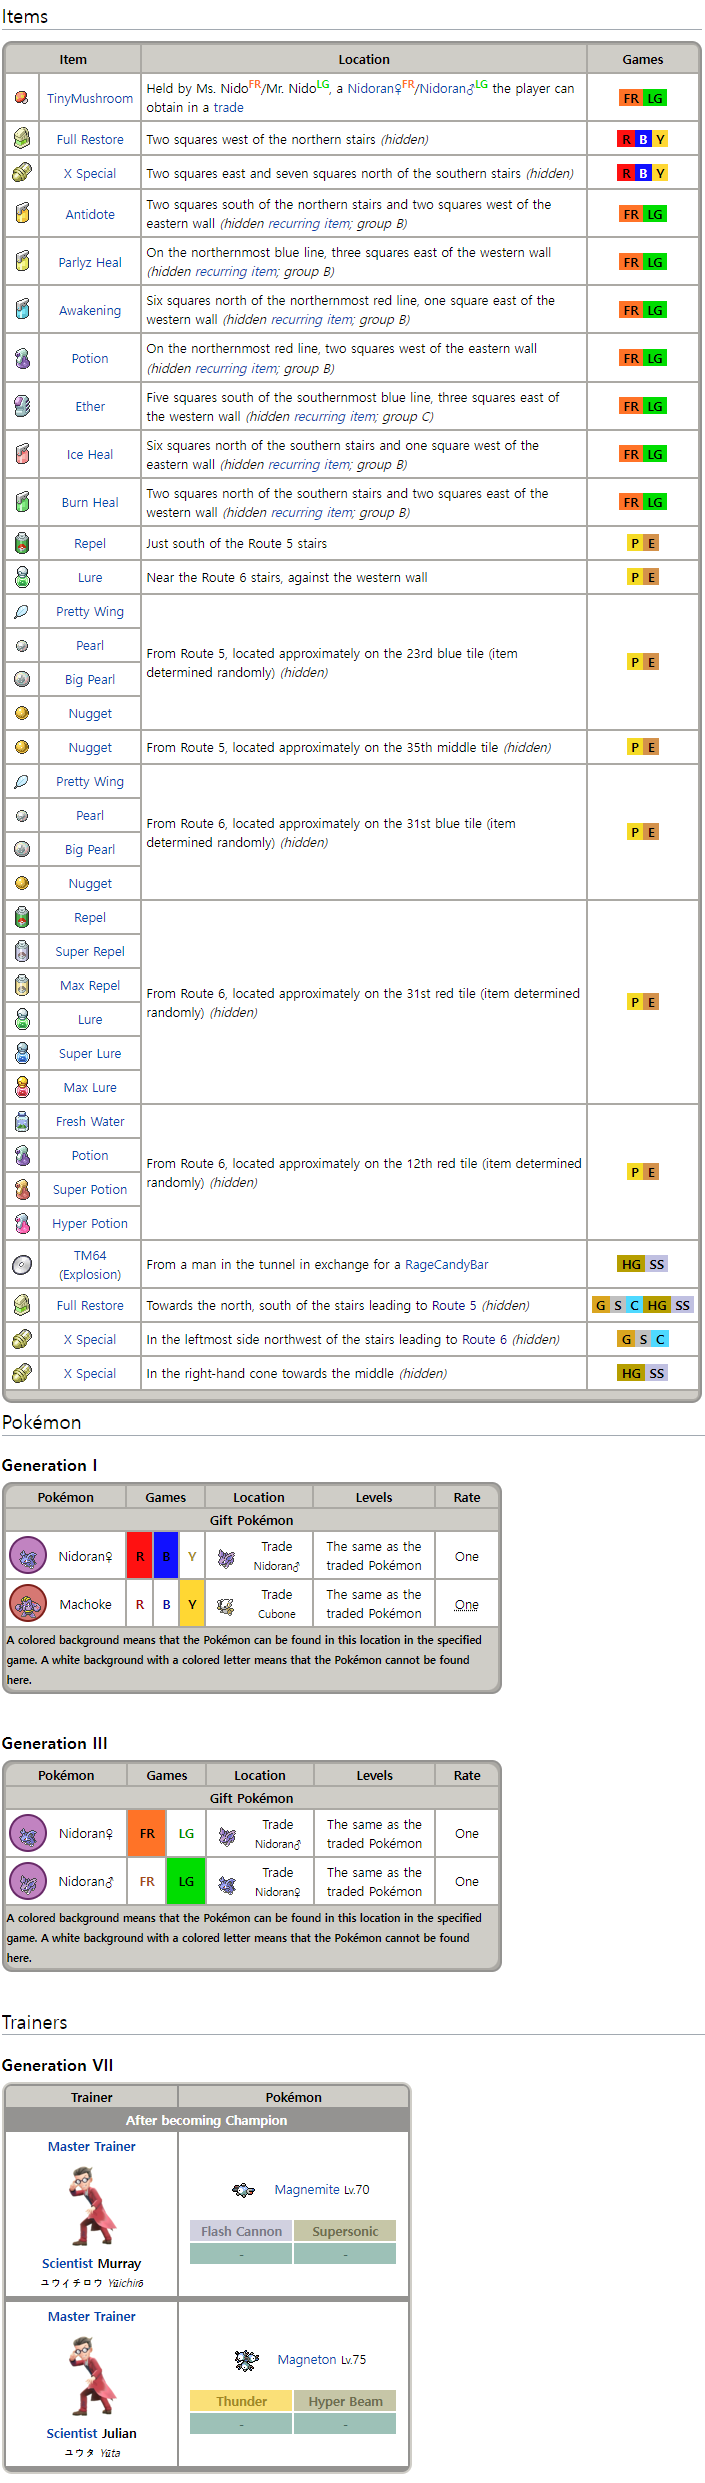 Items
Item Location Games
TinyMushroom Held by Ms. NidoFR/Mr. NidoLG, a Nidoran♀FR/Nidoran♂LG the player can
obtain in a trade FR LG
Full Restore Two squares west of the northern stairs (hidden) R B Y
X Special Two squares east and seven squares north of the southern stairs (hidden) R B Y
Antidote Two squares south of the northern stairs and two squares west of the
eastern wall (hidden recurring item; group B) FR LG
Parlyz Heal On the northernmost blue line, three squares east of the western wall
(hidden recurring item; group B) FR LG
Awakening Six squares north of the northernmost red line, one square east of the
western wall (hidden recurring item; group B) FR LG
Potion On the northernmost red line, two squares west of the eastern wall
(hidden recurring item; group B) FR LG
Ether Five squares south of the southernmost blue line, three squares east of
the western wall (hidden recurring item; group C) FR LG
Ice Heal Six squares north of the southern stairs and one square west of the
eastern wall (hidden recurring item; group B) FR LG
Burn Heal Two squares north of the southern stairs and two squares east of the
western wall (hidden recurring item; group B) FR LG
Repel Just south of the Route 5 stairs P E
Lure Near the Route 6 stairs, against the western wall P E
Pretty Wing
Pearl
Big Pearl
Nugget
From Route 5, located approximately on the 23rd blue tile (item
determined randomly) (hidden) P E
Nugget From Route 5, located approximately on the 35th middle tile (hidden) P E
Pretty Wing
Pearl
Big Pearl
Nugget
From Route 6, located approximately on the 31st blue tile (item
determined randomly) (hidden) P E
Repel
Super Repel
Max Repel
Lure
Super Lure
Max Lure
From Route 6, located approximately on the 31st red tile (item determined
randomly) (hidden) P E
Fresh Water
Potion
Super Potion
Hyper Potion
From Route 6, located approximately on the 12th red tile (item determined
randomly) (hidden) P E
TM64
(Explosion) From a man in the tunnel in exchange for a RageCandyBar HG SS
Full Restore Towards the north, south of the stairs leading to Route 5 (hidden) G S C HG SS
X Special In the leftmost side northwest of the stairs leading to Route 6 (hidden) G S C
X Special In the right-hand cone towards the middle (hidden) HG SS
Pokémon
Generation I
Pokémon Games Location Levels Rate
Gift Pokémon
Nidoran♀ R B Y Trade
Nidoran♂ The same as the
traded Pokémon One
Machoke R B Y Trade
Cubone The same as the
traded Pokémon One
A colored background means that the Pokémon can be found in this location in the specified
game. A white background with a colored letter means that the Pokémon cannot be found
here.
Generation III
Pokémon Games Location Levels Rate
Gift Pokémon
Nidoran♀ FR LG Trade
Nidoran♂ The same as the
traded Pokémon One
Nidoran♂ FR LG Trade
Nidoran♀ The same as the
traded Pokémon One
A colored background means that the Pokémon can be found in this location in the specified
game. A white background with a colored letter means that the Pokémon cannot be found
here.
Trainers
Generation VII
Trainer Pokémon
After becoming Champion
Master Trainer
Scientist Murray
ユウイチロウ Yūichirō
Magnemite Lv.70
Flash Cannon Supersonic
- -
Master Trainer
Scientist Julian
ユウタ Yūta
Magneton Lv.75
Thunder Hyper Beam
- -